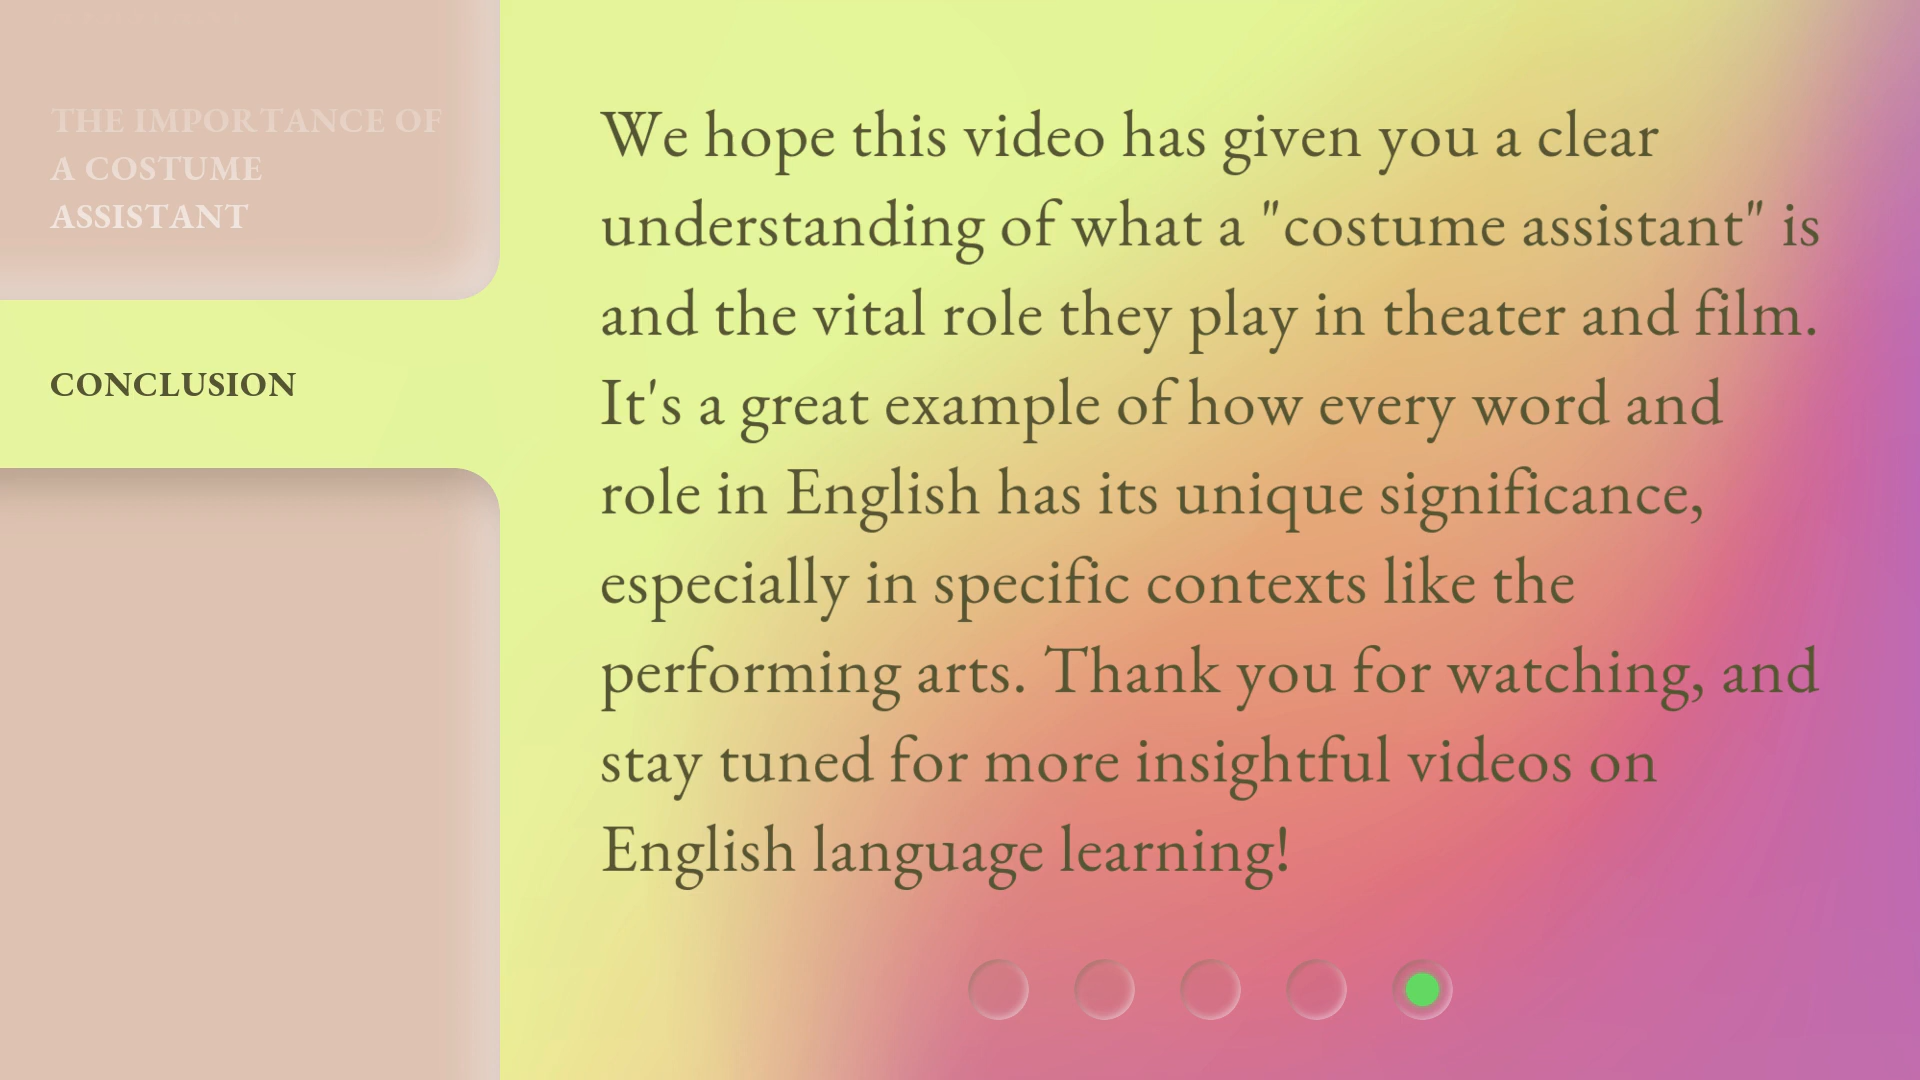 THE IMPORTANCE OF
A COSTUME
ASSISTANT
CONCLUSION
We hope this video has given you a clear
understanding of what a "costume assistant" is
and the vital role they play in theater and film.
It's a great example of how every word and
role in English has its unique significance,
especially in specific contexts like the
performing arts. Thank you for watching, and
stay tuned for more insightful videos on
English language learning!